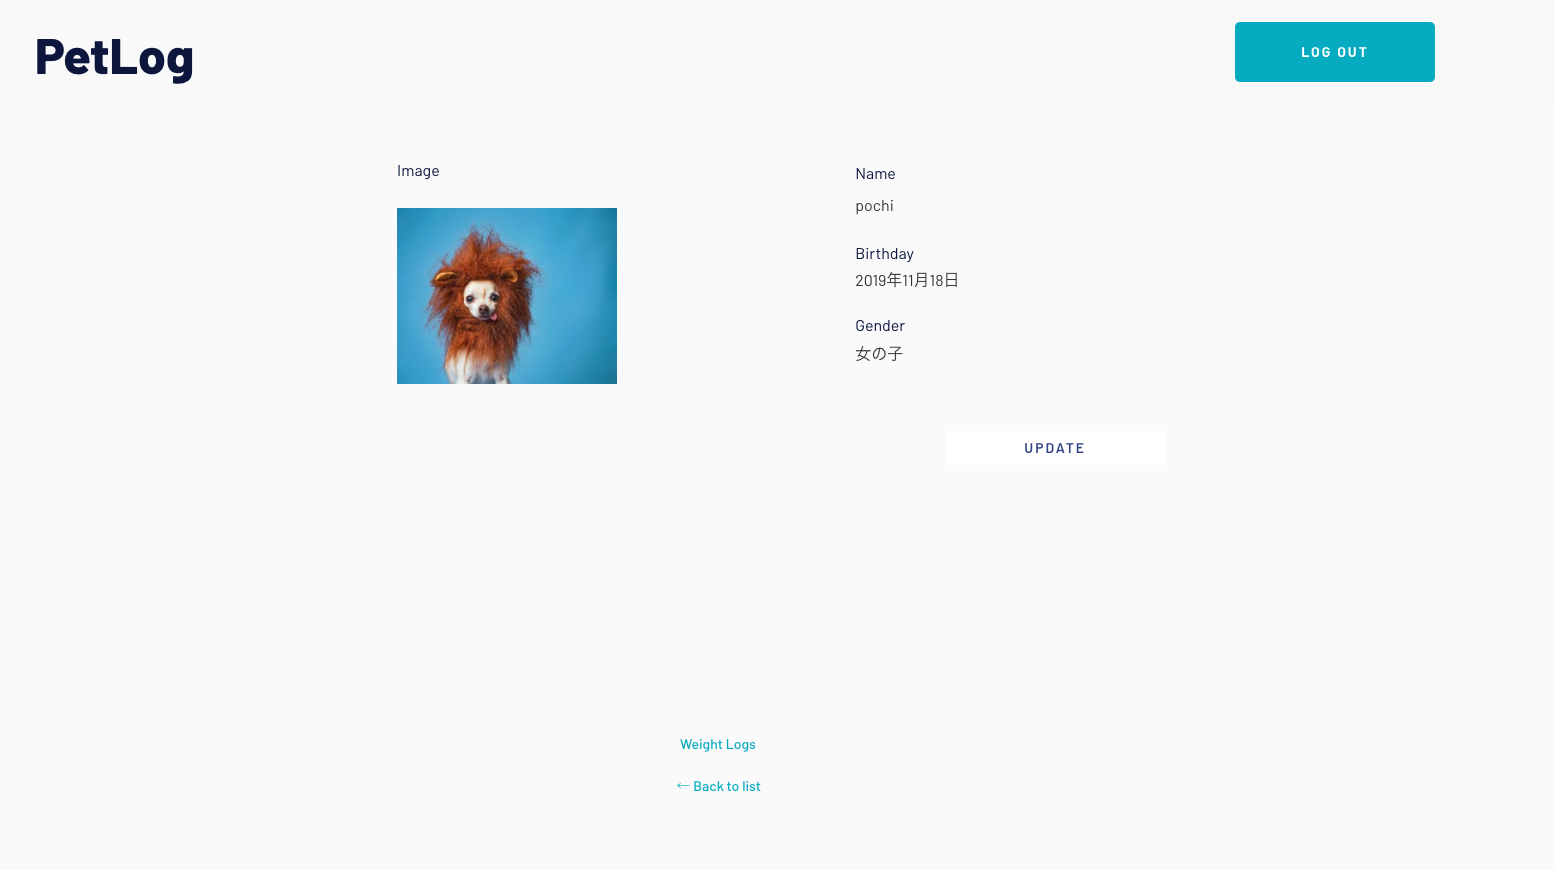 PetLog
LOG OUT
Image
Name
pochi
Birthday
2019年11月18日
Gender
女の子
UPDATE
Weight Logs
← Back to list